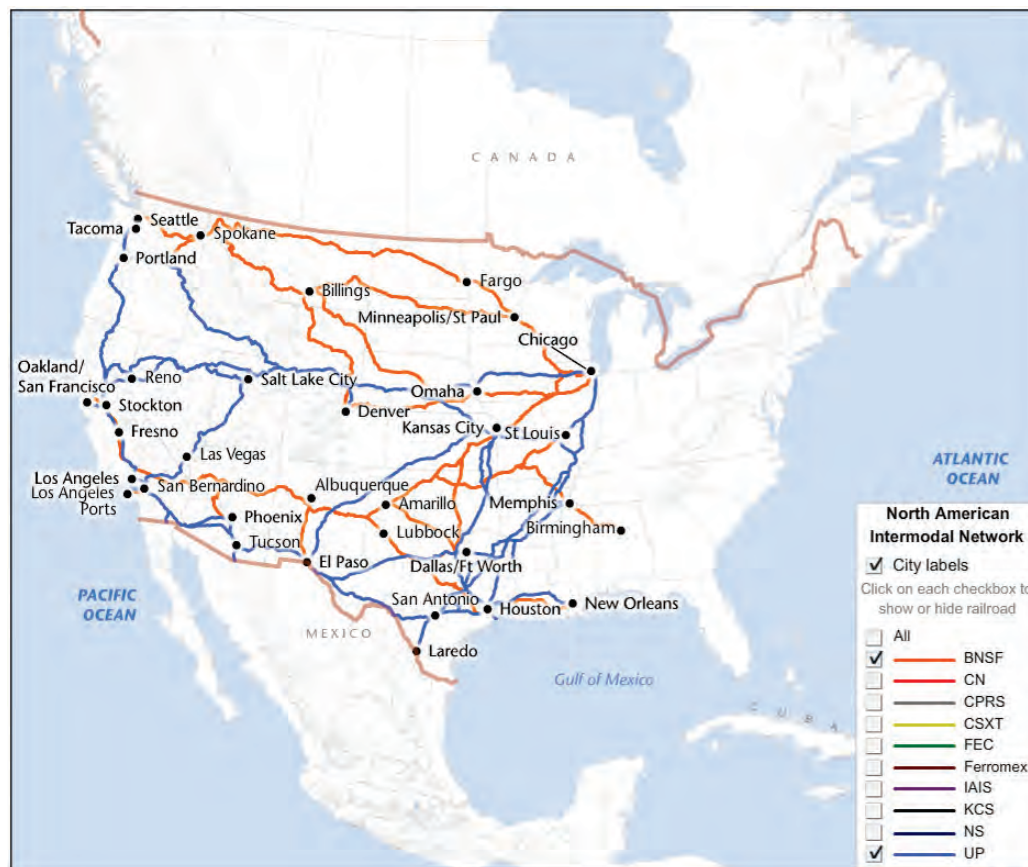 CANADA
Seattle
Tacoma
Spokane
Portland
Fargo
Billings
Minneapolis/St Paul
Chicago
Oakland/
San Francisco
Reno
Salt Lake City
Omaha
Stockton
Denver
Kansas City
St Louis
Fresno
Las Vegas
ATLANTIC
OCEAN
Los Angeles
Los Angeles
Ports
San Bernardino
Albuquerque
Amarillo
Memphis
Phoenix
Lubbock
Birmingham
Tucson
El Paso
Dallas/Ft Worth
PACIFIC
OCEAN
San Antonio
Houston
New Orleans
MEXICO
Laredo
Gulf of Mexico
CUBA
North American
Intermodal Network
City labels
Click on each checkbox to
show or hide railroad
All
BNSF
CN
CPRS
CSXT
FEC
Ferromex
IAIS
KCS
NS
UP